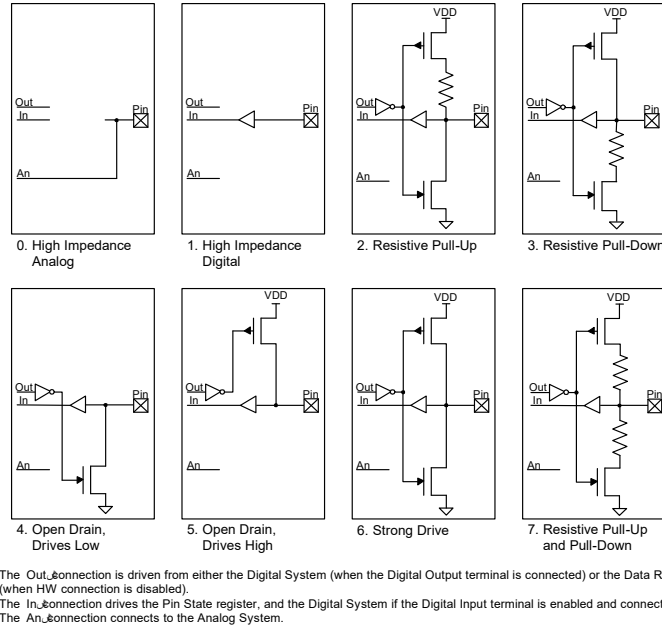 VDD
VDD
Out
In
Pin
An
Out
In
Pin
An
Out
In
Pin
An
Out
In
Pin
An
0. High Impedance
Analog
1. High Impedance
Digital
2. Resistive Pull-Up
3. Resistive Pull-Down
VDD
VDD
VDD
Out
In
Pin
An
Out
In
Pin
An
Out
In
Pin
An
Out
In
Pin
An
4. Open Drain,
Drives Low
5. Open Drain,
Drives High
6. Strong Drive
7. Resistive Pull-Up
and Pull-Down
The Out connection is driven from either the Digital System (when the Digital Output terminal is connected) or the Data R
(when HW connection is disabled).
The In connection drives the Pin State register, and the Digital System if the Digital Input terminal is enabled and connect
The An connection connects to the Analog System.